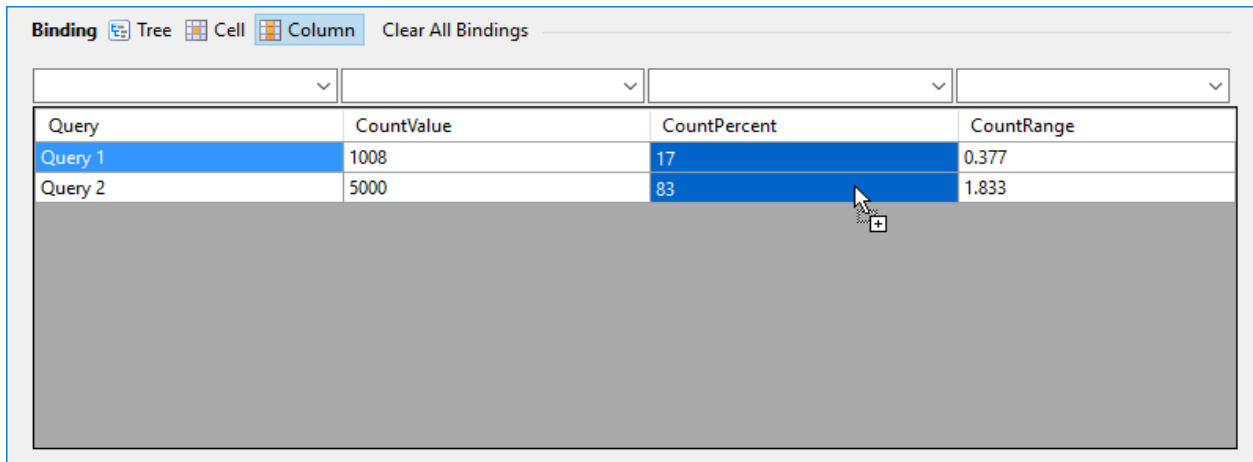 Binding Tree Cell Column Clear All Bindings
Query CountValue CountPercent CountRange
Query 1 1008 17 0.377
Query 2 5000 83 1.833